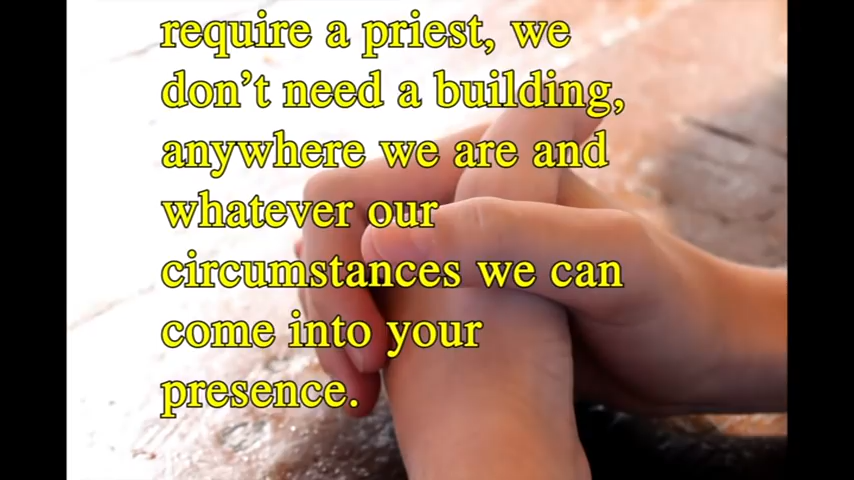 require a priest, we
don’t need a building,
anywhere we are and
whatever our
circumstances we can
come into your
presence.